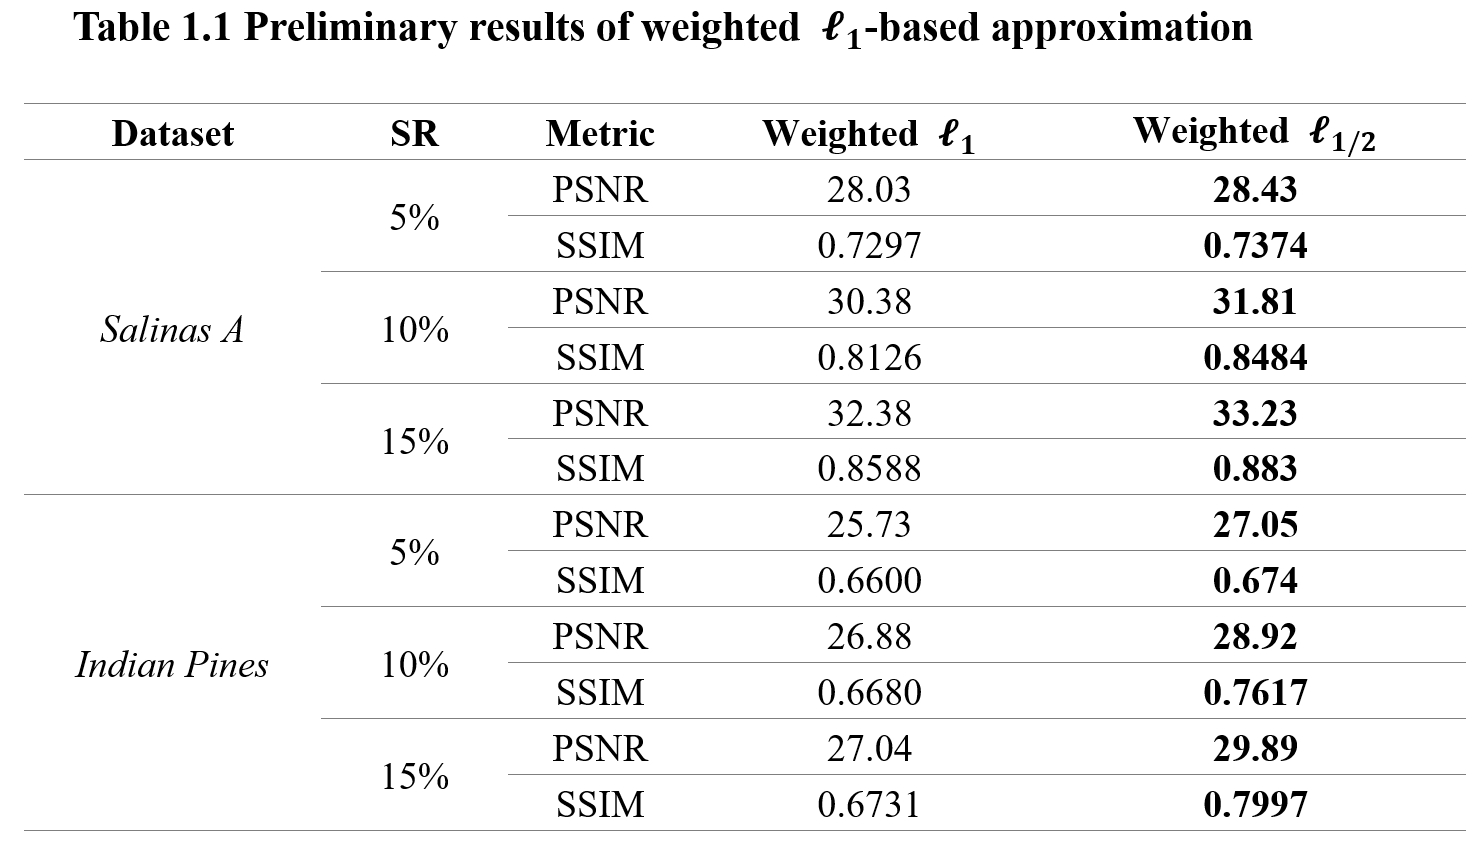 Table 1.1 Preliminary results of weighted ℓ1-based approximation
Dataset SR Metric Weighted ℓ1 Weighted ℓ1/2
Salinas A 5% PSNR 28.03 28.43
SSIM 0.7297 0.7374
10% PSNR 30.38 31.81
SSIM 0.8126 0.8484
15% PSNR 32.38 33.23
SSIM 0.8588 0.883
Indian Pines 5% PSNR 25.73 27.05
SSIM 0.6600 0.674
10% PSNR 26.88 28.92
SSIM 0.6680 0.7617
15% PSNR 27.04 29.89
SSIM 0.6731 0.7997